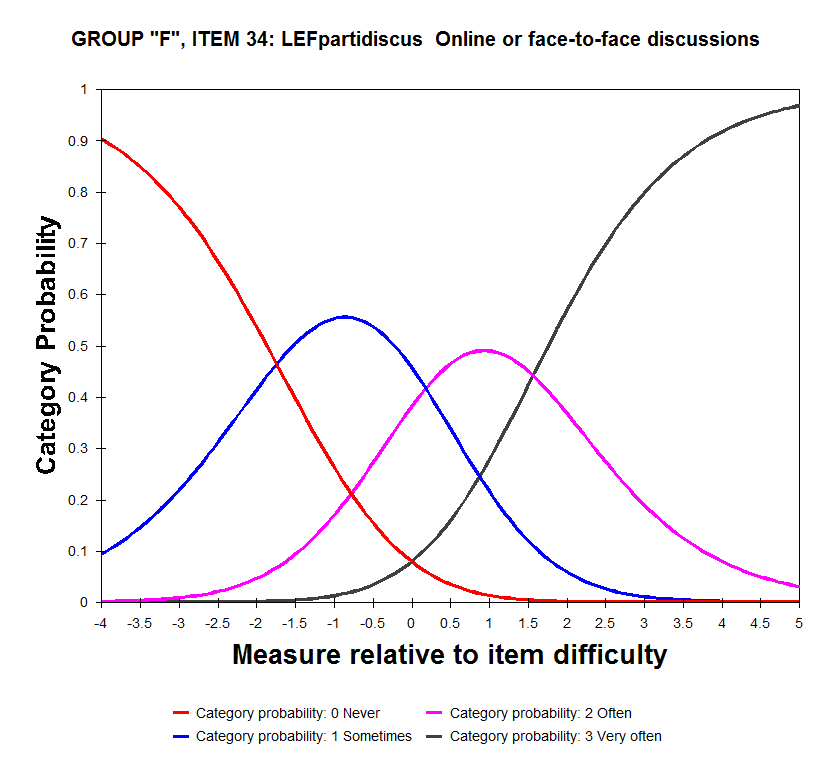 GROUP "F", ITEM 34: LEFpartidiscus  Online or face-to-face discussions
1
0.9
0.8
0.7
0.6
0.5
0.4
0.3
0.2
0.1
0
Category Probability
-4 -3.5 -3 -2.5 -2 -1.5 -1 -0.5 0 0.5 1 1.5 2 2.5 3 3.5 4 4.5 5
Measure relative to item difficulty
Category probability: 0 Never
Category probability: 2 Often
Category probability: 1 Sometimes
Category probability: 3 Very often